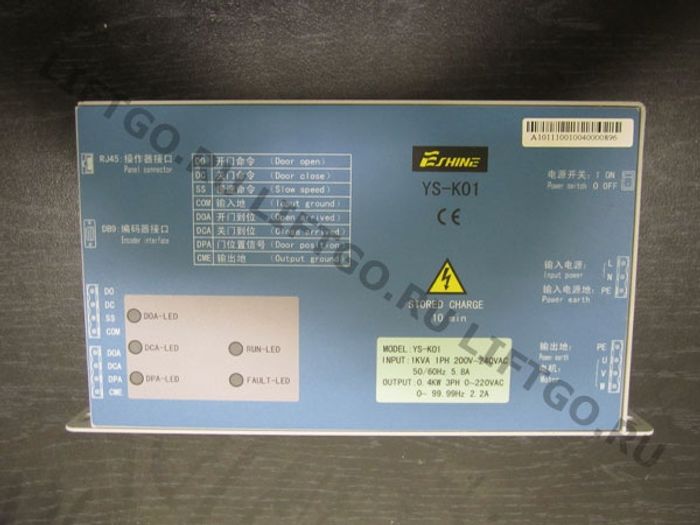 A101110010040000896
RJ45:操作器接口
Panel connector
DB9:编码器接口
Encoder interface
DO 开门命令 (Door open)
DC 关门命令 (Door close)
SS 慢速命令 (Slow speed)
COM 输入地 (Input ground)
DOA 开门到位 (Open arrived)
DCA 关门到位 (Close arrived)
DPA 门位置信号 (Door position)
CME 输出地 (Output ground)
ESHINE
YS-K01
CE
STORED CHARGE
10 min
电源开关: 1 ON
Power switch 0 OFF
输入电源: L
Input power N
输入电源地: PE
Power earth
输出地: PE
Power earth U
电机: V
Motor W
DO
DC
SS
COM
DOA
DCA
DPA
CME
DOA-LED
DCA-LED
RUN-LED
DPA-LED
FAULT-LED
MODEL:YS-K01
INPUT:1KVA 1PH 200V~240VAC
50/60Hz 5.8A
OUTPUT:0.4KW 3PH 0~220VAC
0~ 99.99Hz 2.2A
LIFTGO.RU LIFTGO.RU LIFTGO.RU